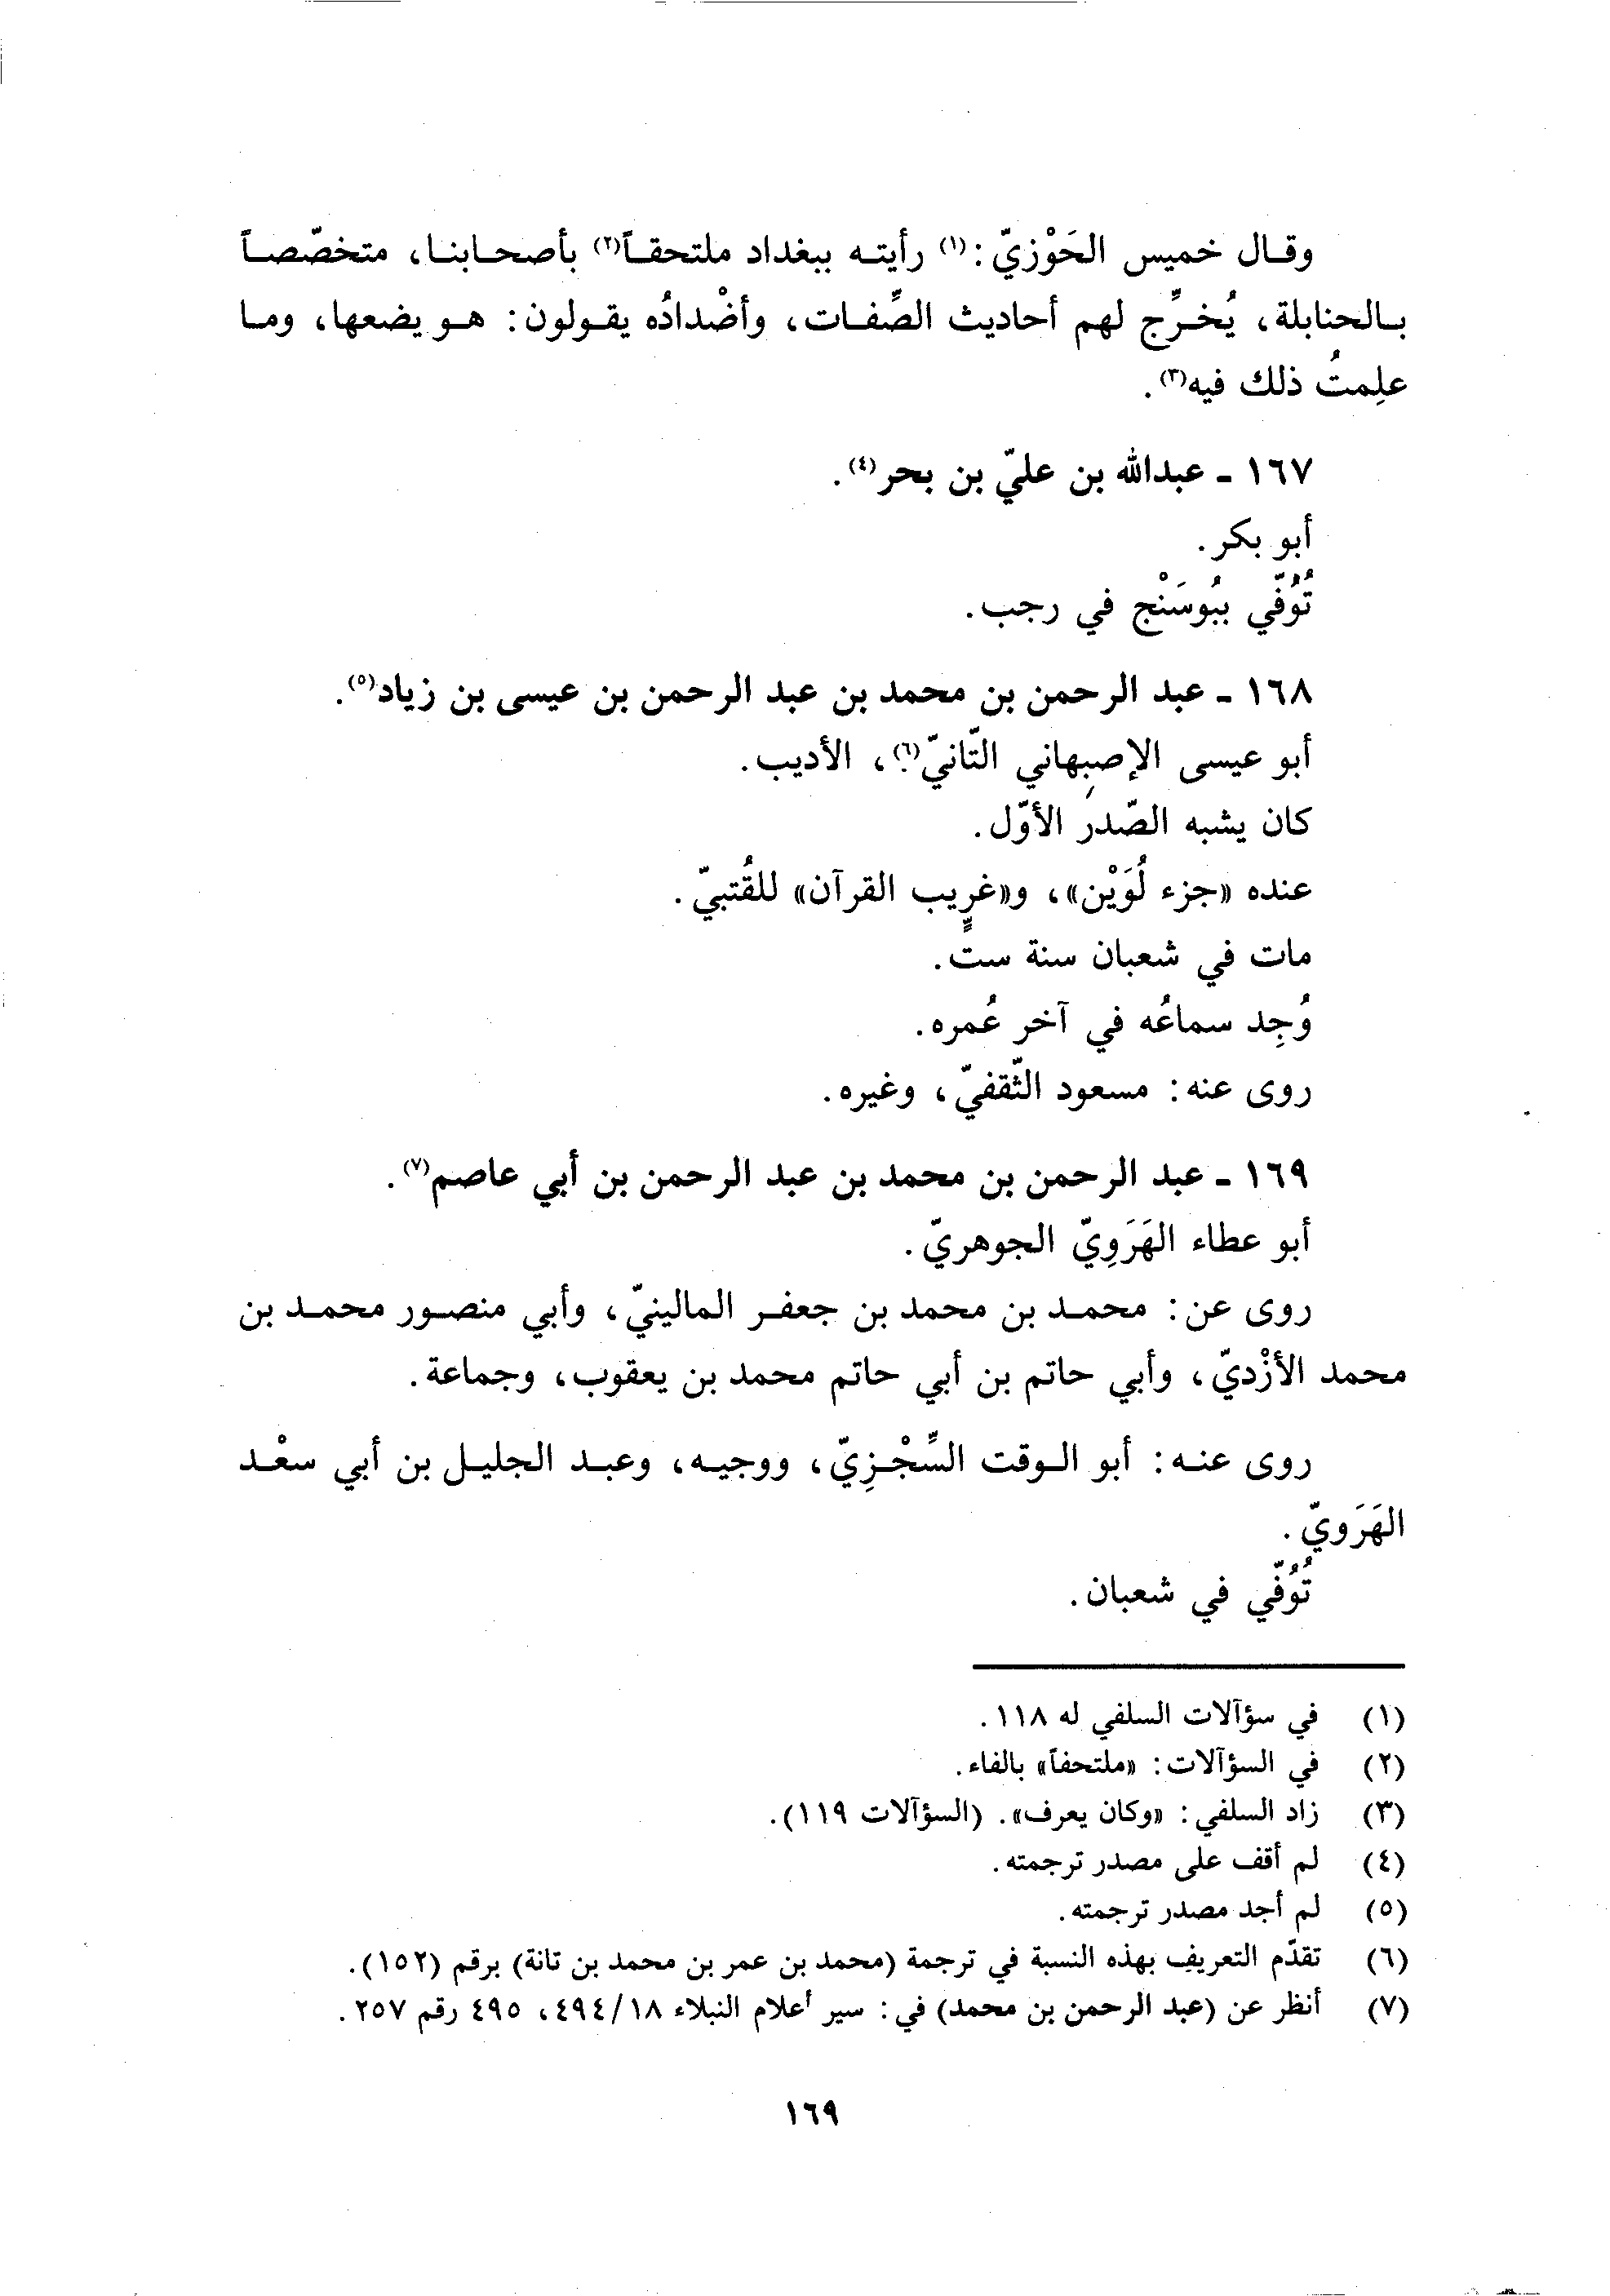 وقال خميس الحَوْزيّ:(١) رأيته ببغداد ملتحقاً(٢) بأصحابنا، متخصّصاً
بالحنابلة، يُخرِّج لهم أحاديث الصِّفات، وأضْدادُه يقولون: هو يضعها، وما
علِمتُ ذلك فيه(٣).
١٦٧ - عبدالله بن عليّ بن بحر(٤).
أبو بكر.
تُوُفّي ببُوسَنْج في رجب.
١٦٨ - عبد الرحمن بن محمد بن عبد الرحمن بن عيسى بن زياد(٥).
أبو عيسى الإصبهاني التّانيّ(٦)، الأديب.
كان يشبه الصّدر الأوّل.
عنده «جزء لُوَيْن»، و«غريب القرآن» للقُتبيّ.
مات في شعبان سنة ستٍّ.
وُجِد سماعُه في آخر عُمره.
روى عنه: مسعود الثّقفيّ، وغيره.
١٦٩ - عبد الرحمن بن محمد بن عبد الرحمن بن أبي عاصم(٧).
أبو عطاء الهَرَوِيّ الجوهريّ.
روى عن: محمد بن محمد بن جعفر المالينيّ، وأبي منصور محمد بن
محمد الأزْديّ، وأبي حاتم بن أبي حاتم محمد بن يعقوب، وجماعة.
روى عنه: أبو الوقت السِّجْزِيّ، ووجيه، وعبد الجليل بن أبي سعْد
الهَرَويّ.
تُوُفّي في شعبان.
(١) في سؤآلات السلفي له ١١٨.
(٢) في السؤآلات: «ملتحفاً» بالفاء.
(٣) زاد السلفي: «وكان يعرف». (السؤآلات ١١٩).
(٤) لم أقف على مصدر ترجمته.
(٥) لم أجد مصدر ترجمته.
(٦) تقدّم التعريف بهذه النسبة في ترجمة (محمد بن عمر بن محمد بن تانة) برقم (١٥٢).
(٧) أنظر عن (عبد الرحمن بن محمد) في: سير أعلام النبلاء ٤٩٤/١٨، ٤٩٥ رقم ٢٥٧.
١٦٩